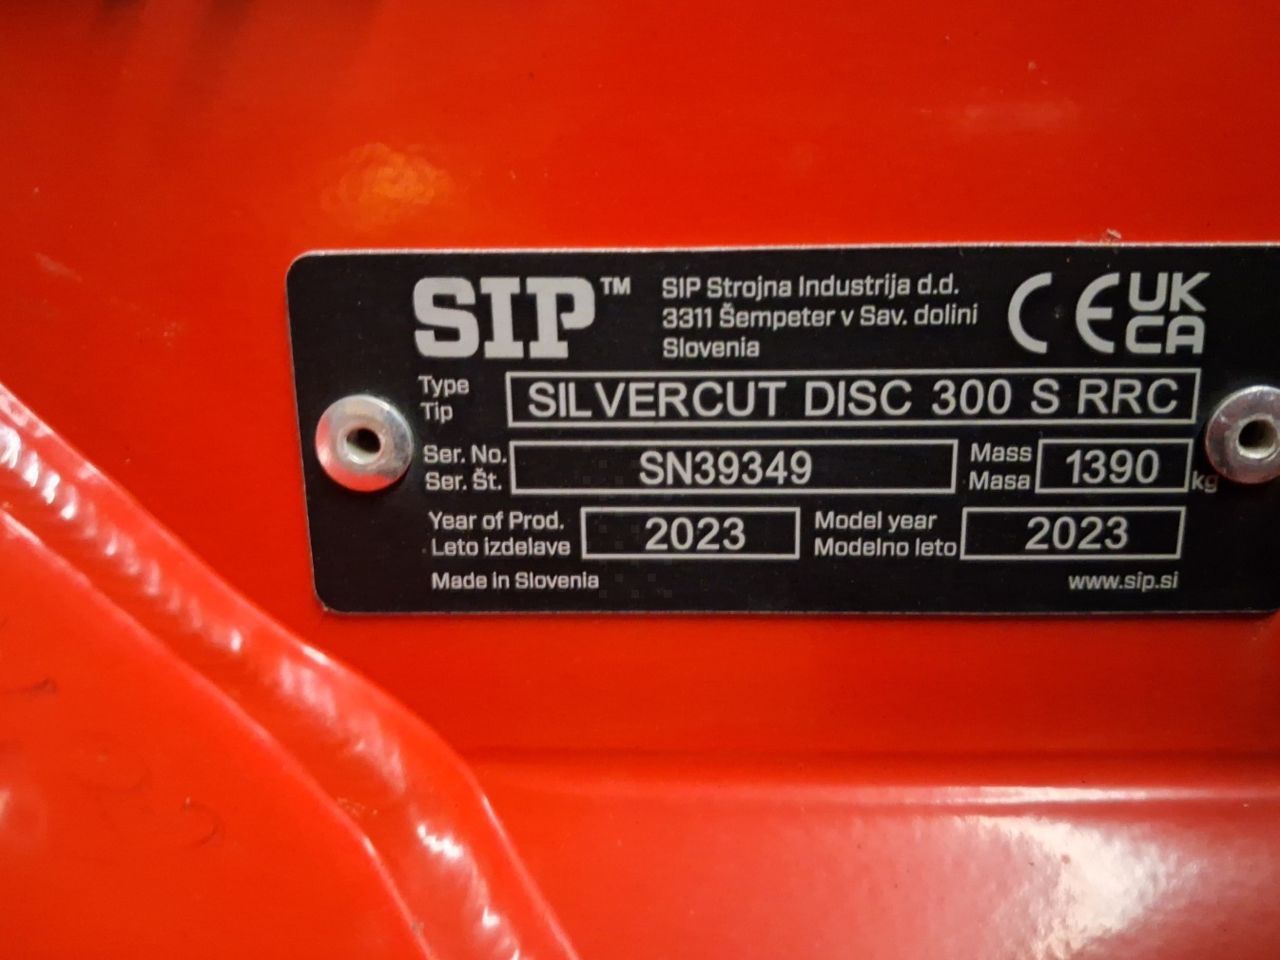 SIP™
SIP Strojna Industrija d.d.
3311 Šempeter v Sav. dolini
Slovenia
CE UK CA
Type
Tip
SILVERCUT DISC 300 S RRC
Ser. No.
Ser. Št.
SN39349
Mass
Masa
1390
kg
Year of Prod.
Leto izdelave
2023
Model year
Modelno leto
2023
Made in Slovenia
www.sip.si